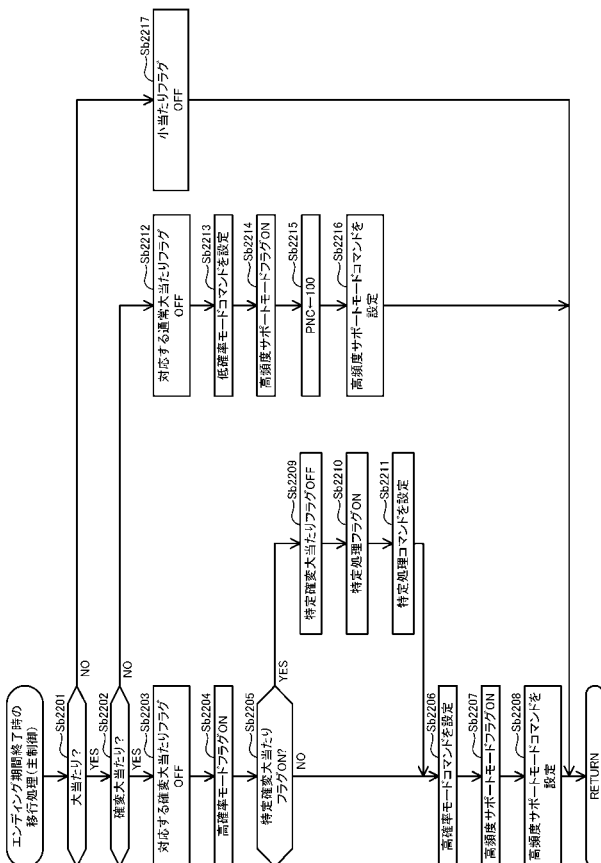 エンディング期間終了時の
移行処理(主制御)
Sb2201
大当たり?
NO
YES
Sb2202
確変大当たり?
NO
YES
Sb2203
対応する確変大当たりフラグ
OFF
Sb2204
高確率モードフラグON
Sb2205
特定確変大当たり
フラグON?
YES
NO
Sb2206
高確率モードコマンドを設定
Sb2207
高頻度サポートモードフラグON
Sb2208
高頻度サポートモードコマンドを
設定
RETURN
Sb2209
特定確変大当たりフラグOFF
Sb2210
特定処理フラグON
Sb2211
特定処理コマンドを設定
Sb2212
対応する通常大当たりフラグ
OFF
Sb2213
低確率モードコマンドを設定
Sb2214
高頻度サポートモードフラグON
Sb2215
PNC←100
Sb2216
高頻度サポートモードコマンドを
設定
Sb2217
小当たりフラグ
OFF